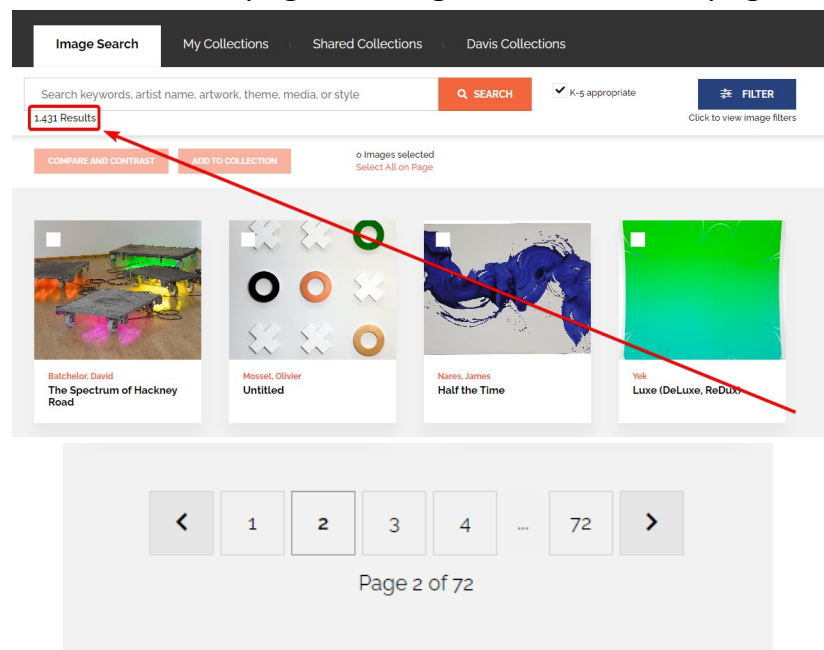 Image Search My Collections Shared Collections Davis Collections
Search keywords, artist name, artwork, theme, media, or style SEARCH K-5 appropriate FILTER
1,431 Results Click to view image filters
COMPARE AND CONTRAST ADD TO COLLECTION 0 Images selected
Select All on Page
Batchelor, David Mosset, Olivier Nares, James Yek
The Spectrum of Hackney Untitled Half the Time Luxe (DeLuxe, ReDux)
Road
1 2 3 4 ... 72
Page 2 of 72